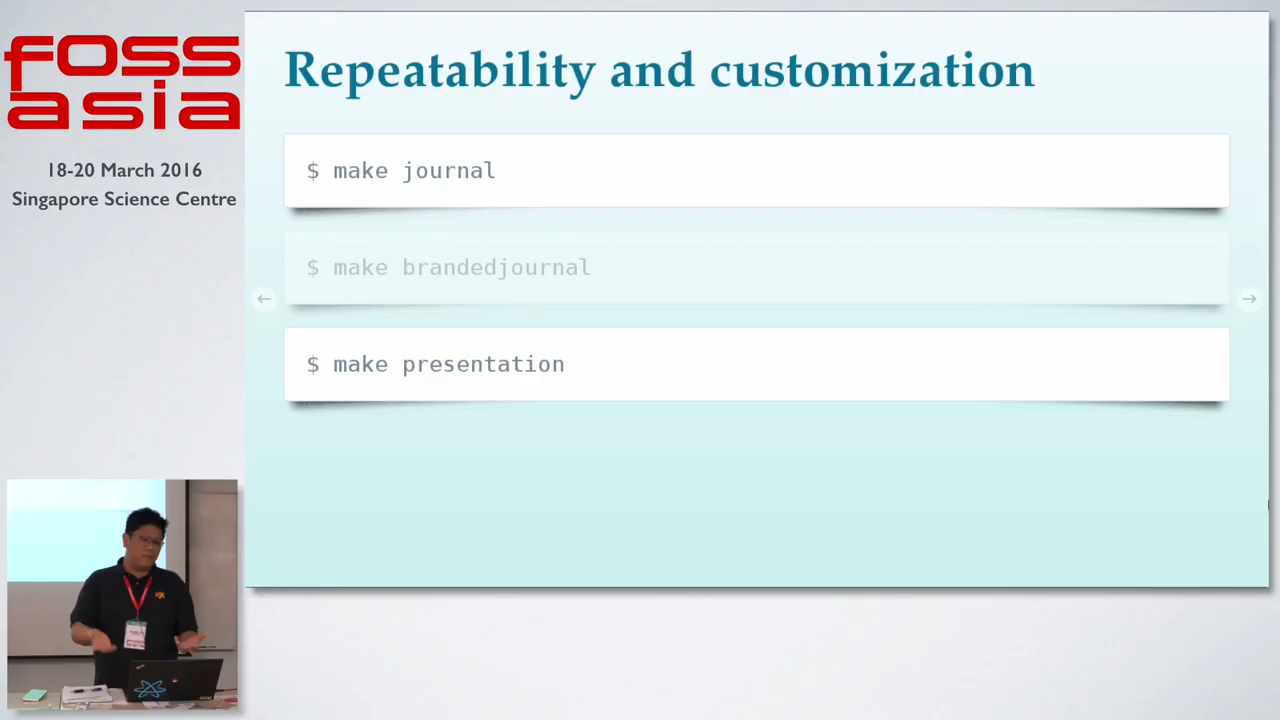 foss
asia
18-20 March 2016
Singapore Science Centre
Repeatability and customization
$ make journal
$ make brandedjournal
$ make presentation
← →